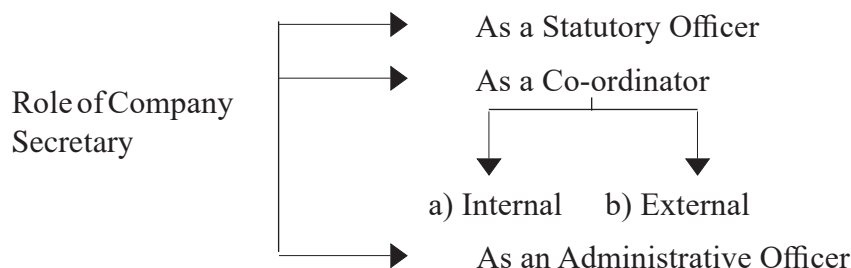 As a Statutory Officer
As a Co-ordinator
Role of Company
Secretary
a) Internal b) External
As an Administrative Officer